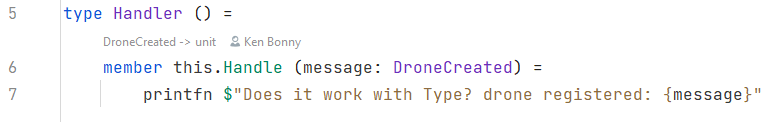 5 type Handler () =
DroneCreated -> unit Ken Bonny
6 member this.Handle (message: DroneCreated) =
7 printfn $"Does it work with Type? drone registered: {message}"